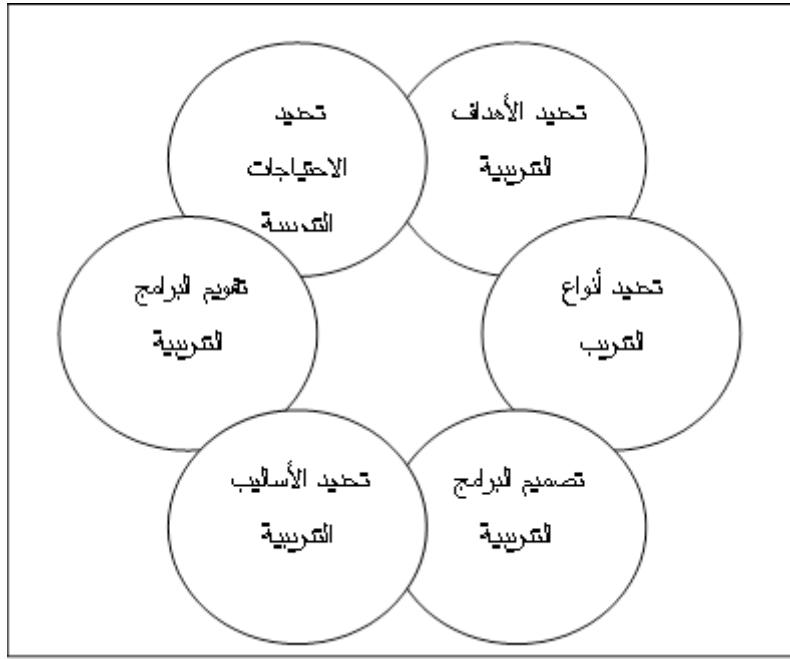 تحديد
الاحتياجات
التدريبية
تحديد الأهداف
التدريبية
تحديد أنواع
التدريب
تصميم البرامج
التدريبية
تحديد الأساليب
التدريبية
تقويم البرامج
التدريبية